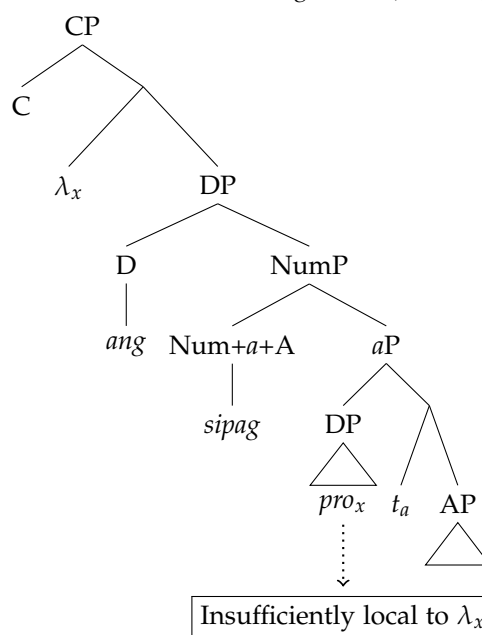 CP
C
λx
DP
D
NumP
ang
Num+a+A
aP
sipag
DP
prox
ta
AP
Insufficiently local to λx